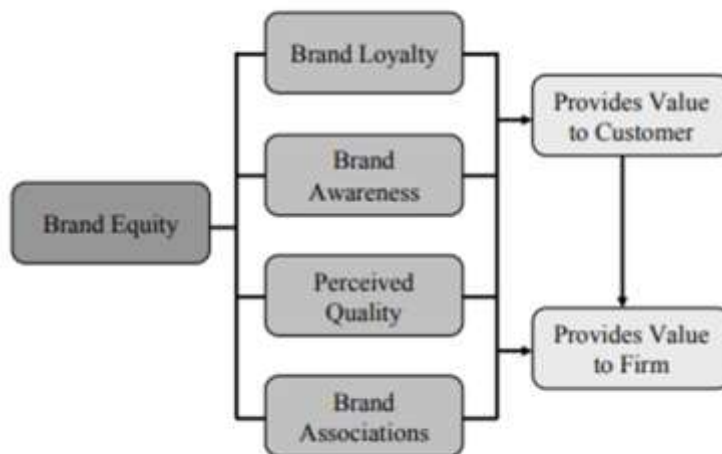 Brand Equity
Brand Loyalty
Brand
Awareness
Perceived
Quality
Brand
Associations
Provides Value
to Customer
Provides Value
to Firm